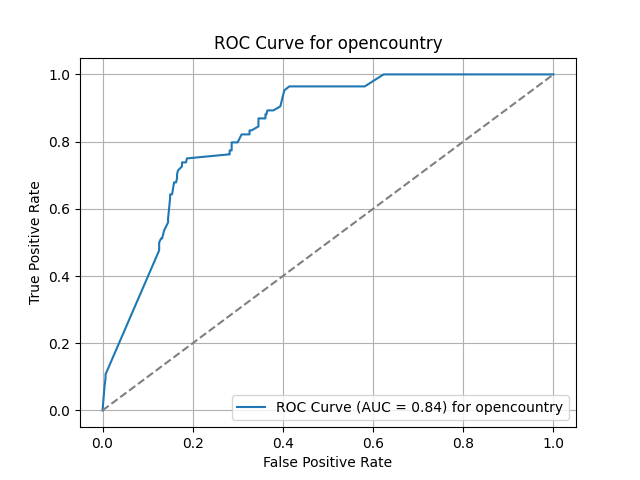 ROC Curve for opencountry
True Positive Rate
1.0
0.8
0.6
0.4
0.2
0.0
ROC Curve (AUC = 0.84) for opencountry
0.0 0.2 0.4 0.6 0.8 1.0
False Positive Rate